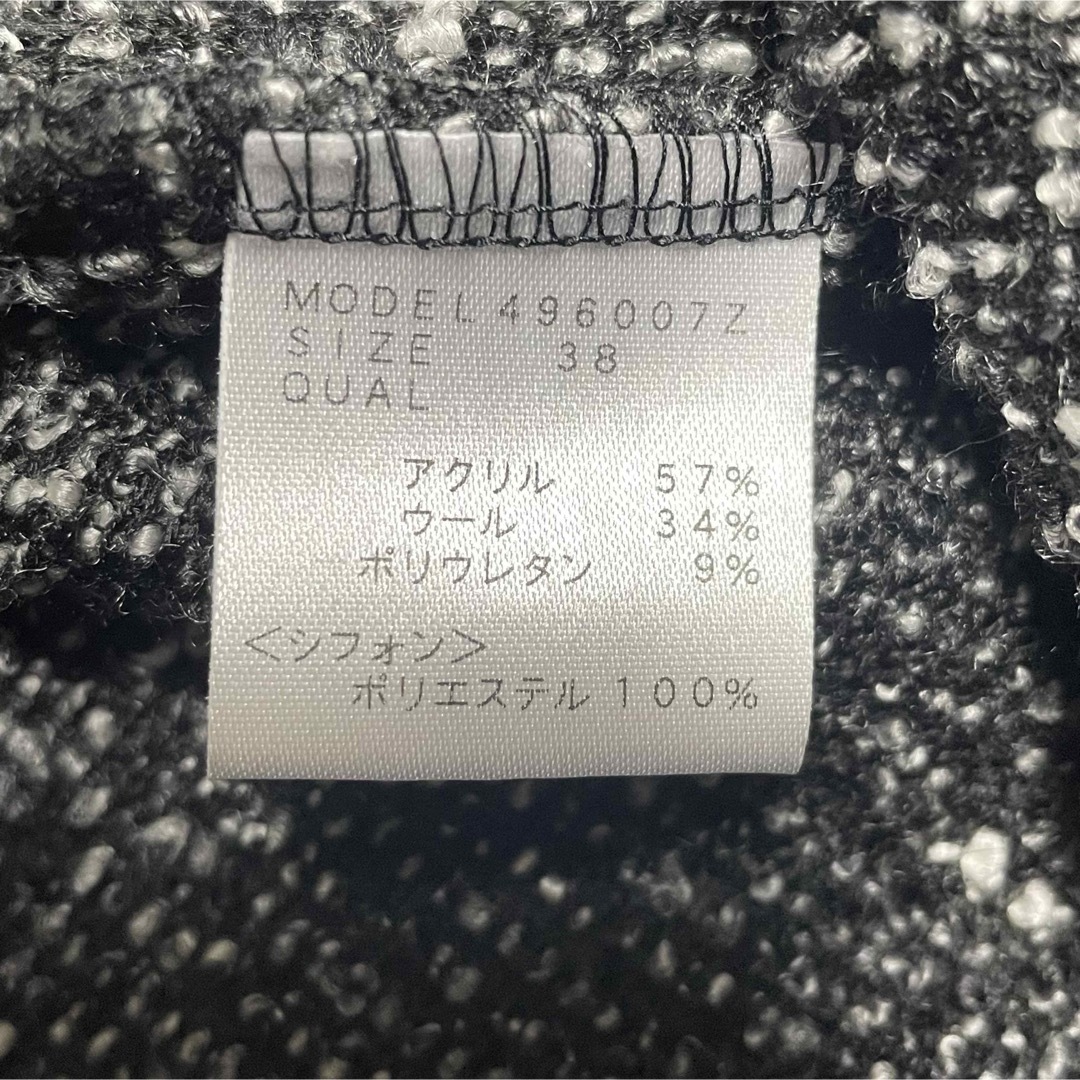 MODEL 496007Z
SIZE 38
QUAL
アクリル 57%
ウール 34%
ポリウレタン 9%
<シフォン>
ポリエステル 100%